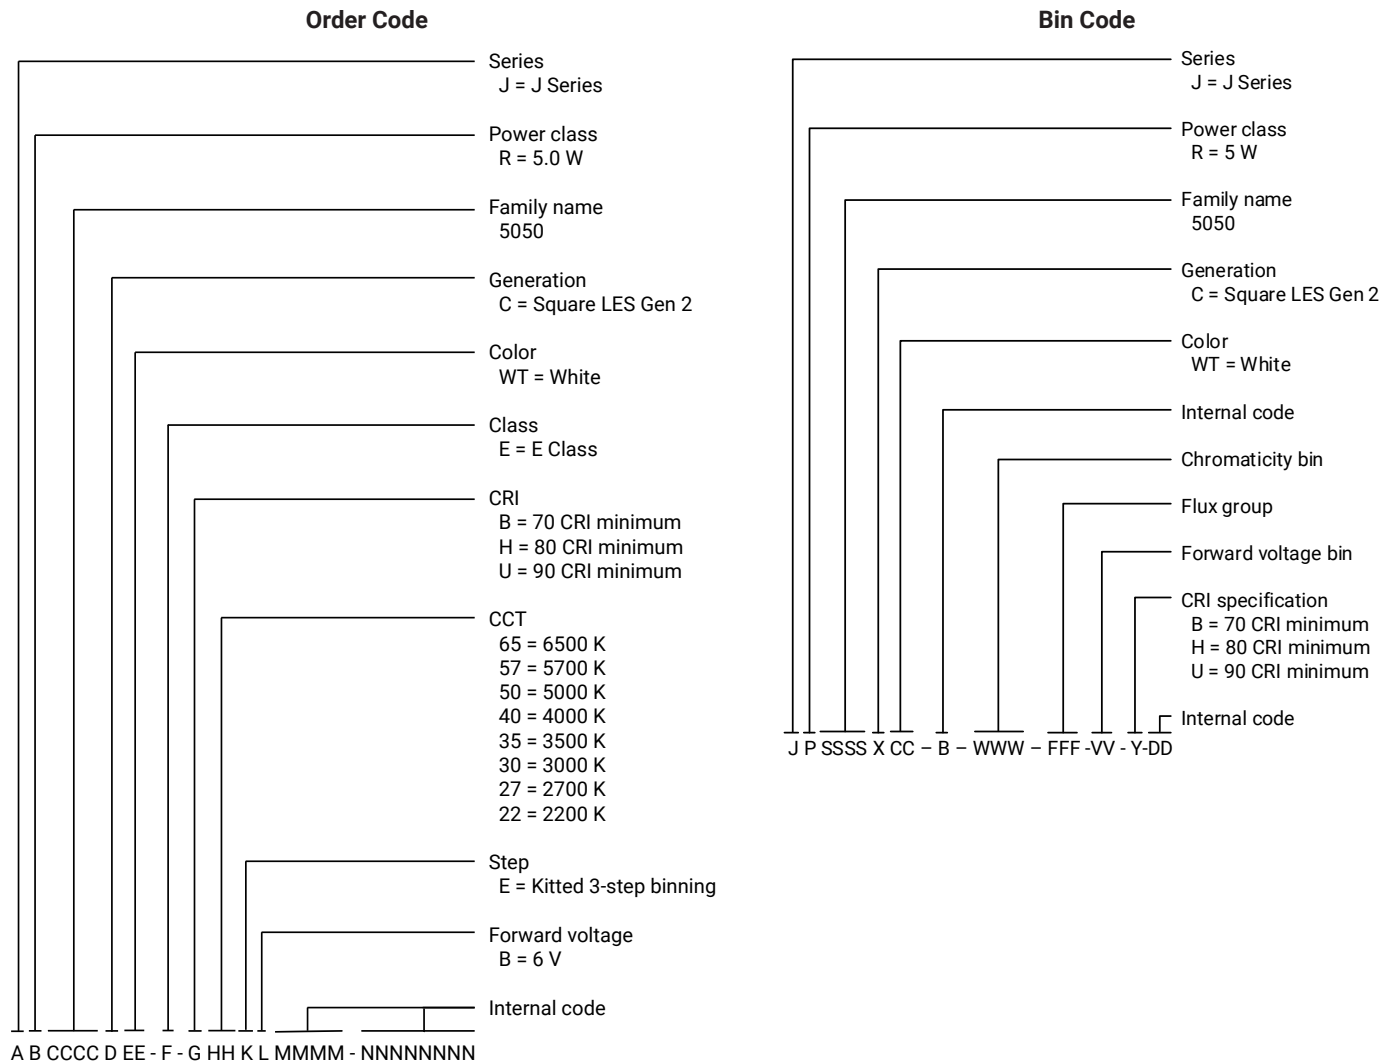 Order Code
Series
J = J Series
Power class
R = 5.0 W
Family name
5050
Generation
C = Square LES Gen 2
Color
WT = White
Class
E = E Class
CRI
B = 70 CRI minimum
H = 80 CRI minimum
U = 90 CRI minimum
CCT
65 = 6500 K
57 = 5700 K
50 = 5000 K
40 = 4000 K
35 = 3500 K
30 = 3000 K
27 = 2700 K
22 = 2200 K
Step
E = Kitted 3-step binning
Forward voltage
B = 6 V
Internal code
A B CCCC D EE - F - G HH K L MMMM - NNNNNNNN
Bin Code
Series
J = J Series
Power class
R = 5 W
Family name
5050
Generation
C = Square LES Gen 2
Color
WT = White
Internal code
Chromaticity bin
Flux group
Forward voltage bin
CRI specification
B = 70 CRI minimum
H = 80 CRI minimum
U = 90 CRI minimum
Internal code
J P SSSS X CC – B – WWW – FFF -VV - Y-DD